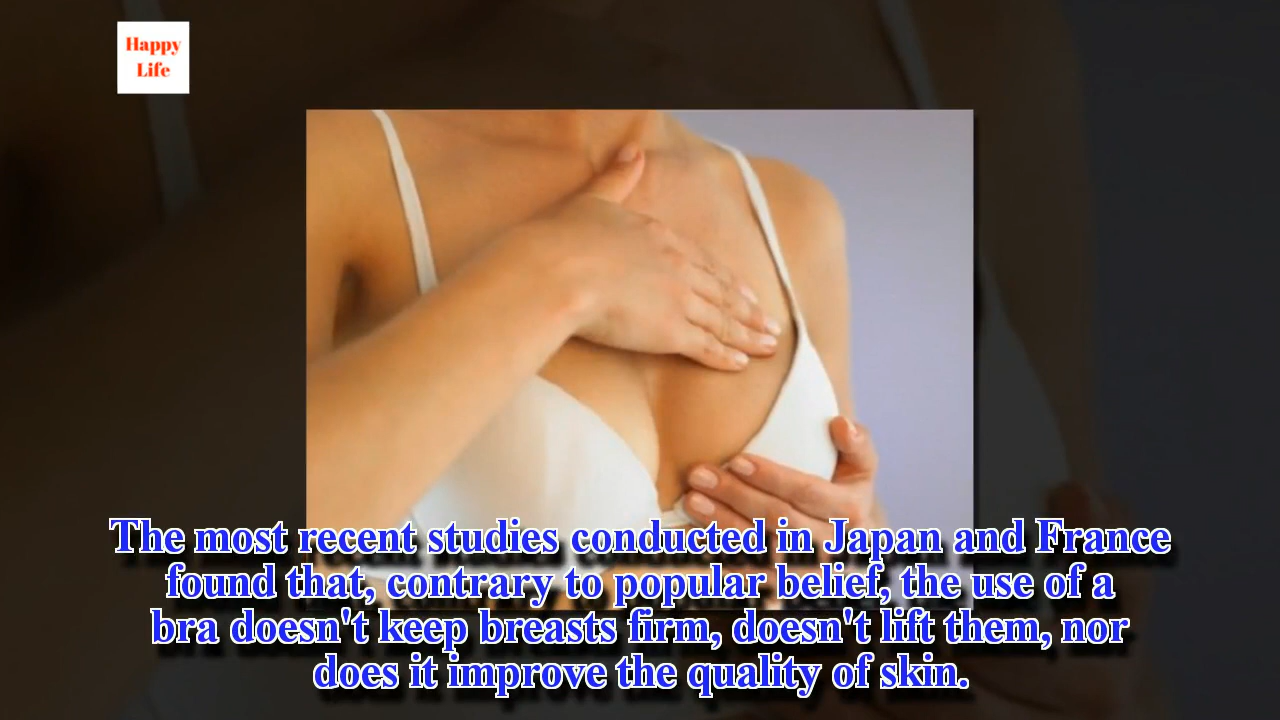 Happy
Life
The most recent studies conducted in Japan and France
found that, contrary to popular belief, the use of a
bra doesn't keep breasts firm, doesn't lift them, nor
does it improve the quality of skin.